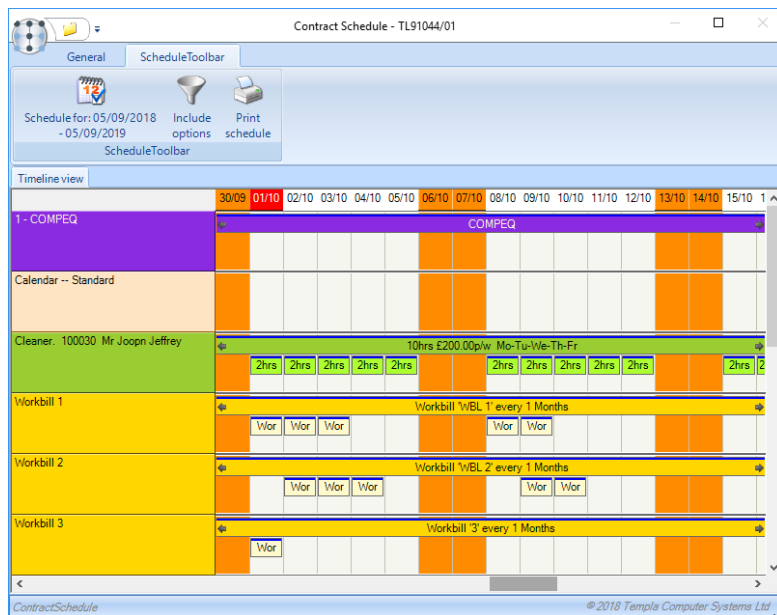 Contract Schedule - TL91044/01
General ScheduleToolbar
12
Schedule for: 05/09/2018 - 05/09/2019
Include options
Print schedule
ScheduleToolbar
Timeline view
30/09 01/10 02/10 03/10 04/10 05/10 06/10 07/10 08/10 09/10 10/10 11/10 12/10 13/10 14/10 15/10 1
1 - COMPEQ COMPEQ
Calendar -- Standard
Cleaner. 100030 Mr Joopn Jeffrey 10hrs £200.00p/w Mo-Tu-We-Th-Fr
2hrs 2hrs 2hrs 2hrs 2hrs 2hrs 2hrs 2hrs 2hrs 2hrs 2hrs 2
Workbill 1 Workbill 'WBL 1' every 1 Months
Wor Wor Wor Wor Wor
Workbill 2 Workbill 'WBL 2' every 1 Months
Wor Wor Wor Wor Wor
Workbill 3 Workbill '3' every 1 Months
Wor
ContractSchedule © 2018 Templa Computer Systems Ltd